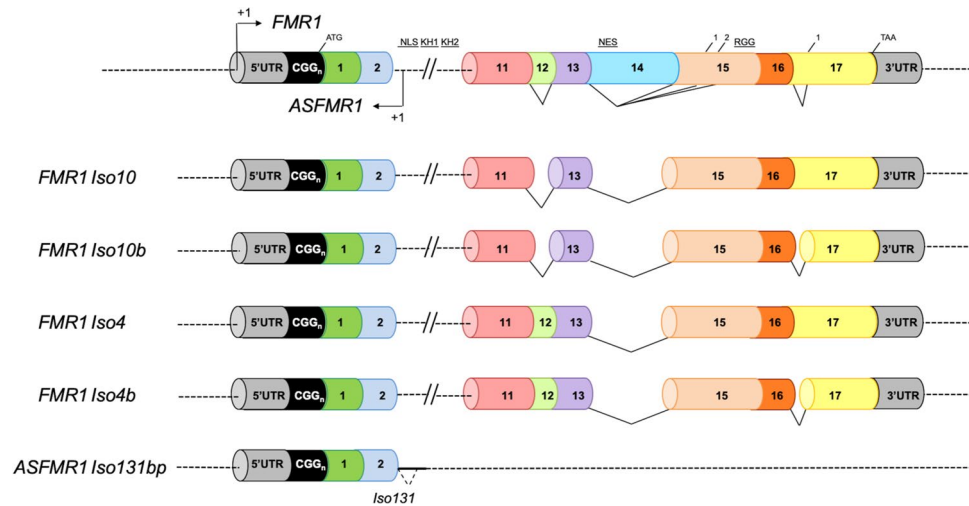 +1 FMR1
ATG
NLS KH1 KH2 NES 1 2 RGG 1 TAA
5'UTR CGGn 1 2 11 12 13 14 15 16 17 3'UTR
ASFMR1 +1
FMR1 Iso10 5'UTR CGGn 1 2 11 13 15 16 17 3'UTR
FMR1 Iso10b 5'UTR CGGn 1 2 11 13 15 16 17 3'UTR
FMR1 Iso4 5'UTR CGGn 1 2 11 12 13 15 16 17 3'UTR
FMR1 Iso4b 5'UTR CGGn 1 2 11 12 13 15 16 17 3'UTR
ASFMR1 Iso131bp 5'UTR CGGn 1 2
Iso131